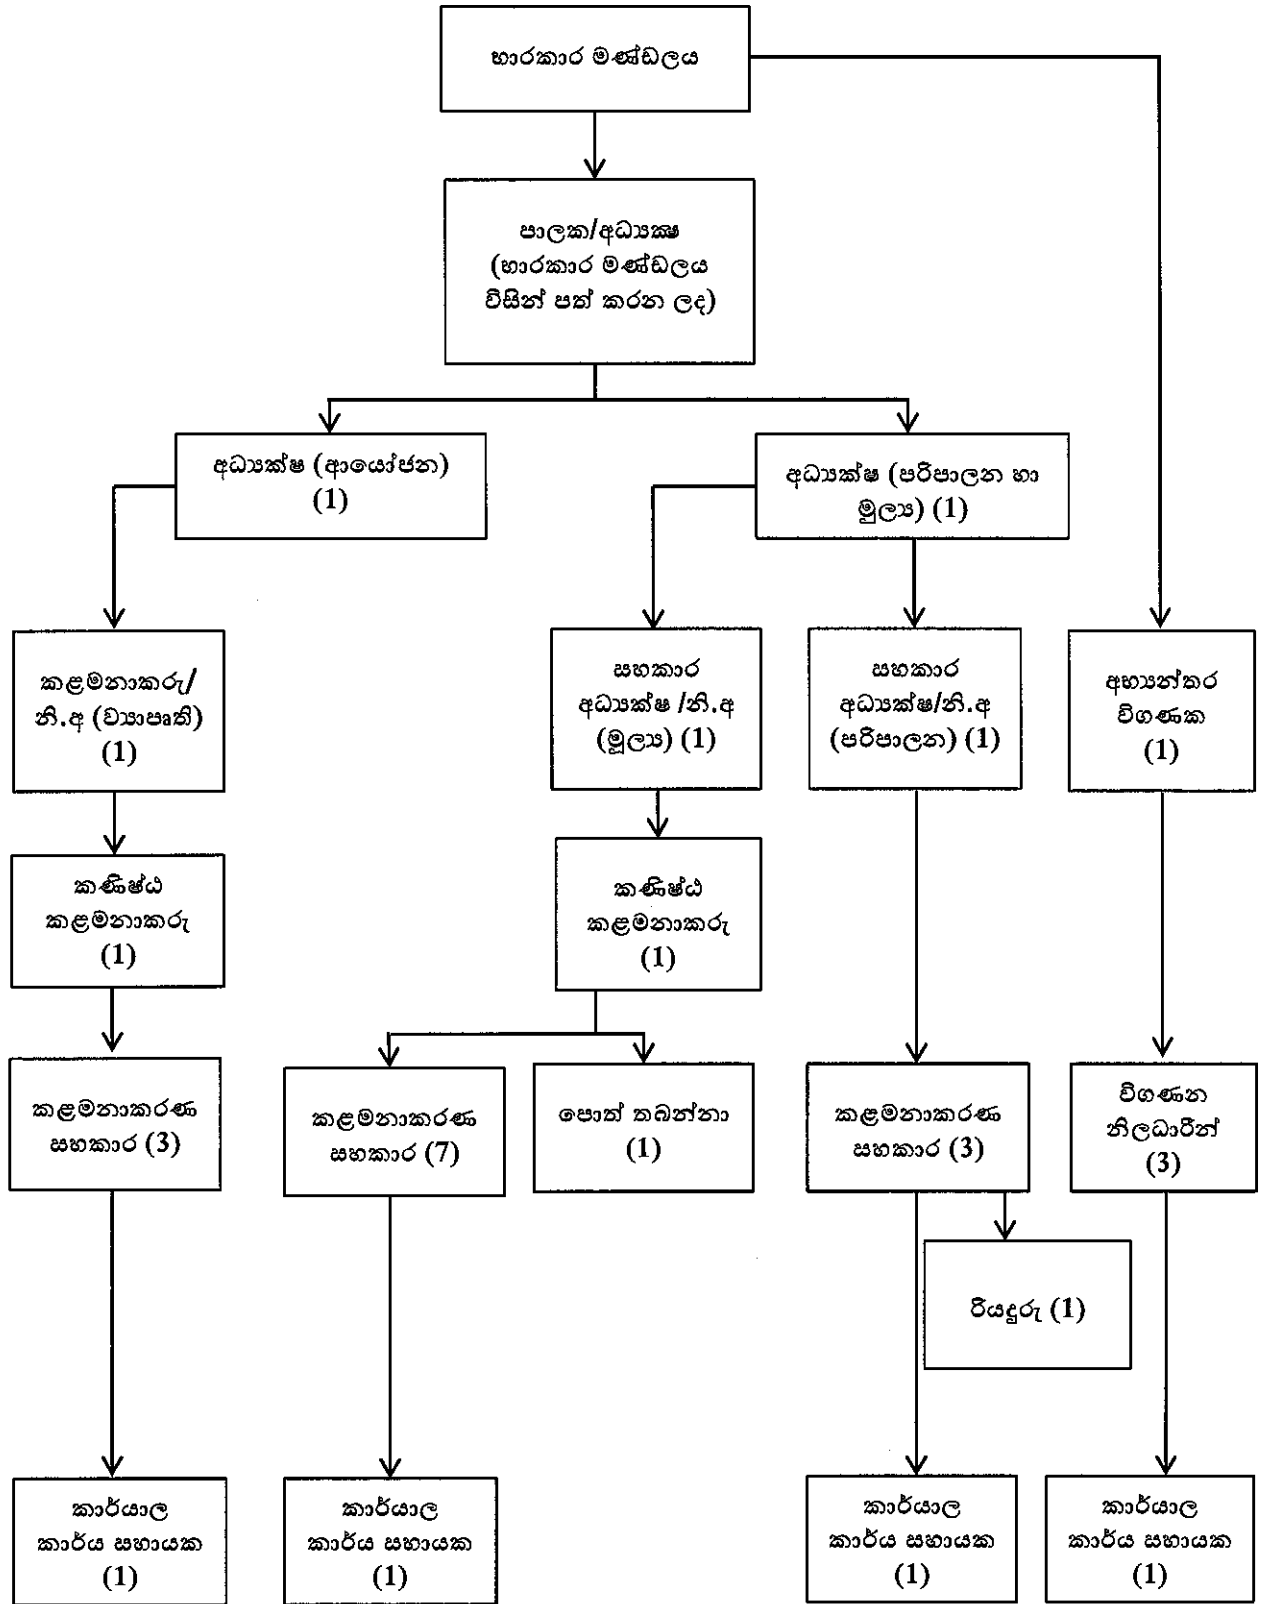 භාරකාර මණ්ඩලය
පාලක/අධ්‍යක්ෂ
(භාරකාර මණ්ඩලය
විසින් පත් කරන ලද)
අධ්‍යක්ෂ (ආයෝජන)
(1)
අධ්‍යක්ෂ (පරිපාලන හා
මුල්‍ය) (1)
කළමනාකරු/
නි.අ (ව්‍යාපෘති)
(1)
සහකාර
අධ්‍යක්ෂ /නි.අ
(මූල්‍ය) (1)
සහකාර
අධ්‍යක්ෂ/නි.අ
(පරිපාලන) (1)
අභ්‍යන්තර
විගණක
(1)
කණිෂ්ඨ
කළමනාකරු
(1)
කණිෂ්ඨ
කළමනාකරු
(1)
කළමනාකරණ
සහකාර (3)
කළමනාකරණ
සහකාර (7)
පොත් තබන්නා
(1)
කළමනාකරණ
සහකාර (3)
විගණන
නිලධාරීන්
(3)
රියදුරු (1)
කාර්යාල
කාර්ය සහායක
(1)
කාර්යාල
කාර්ය සහායක
(1)
කාර්යාල
කාර්ය සහායක
(1)
කාර්යාල
කාර්ය සහායක
(1)